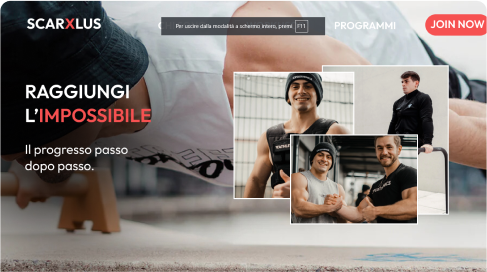 SCARXLUS
Per uscire dalla modalità a schermo intero, premi F11
PROGRAMMI
JOIN NOW
RAGGIUNGI
L'IMPOSSIBILE
Il progresso passo
dopo passo.